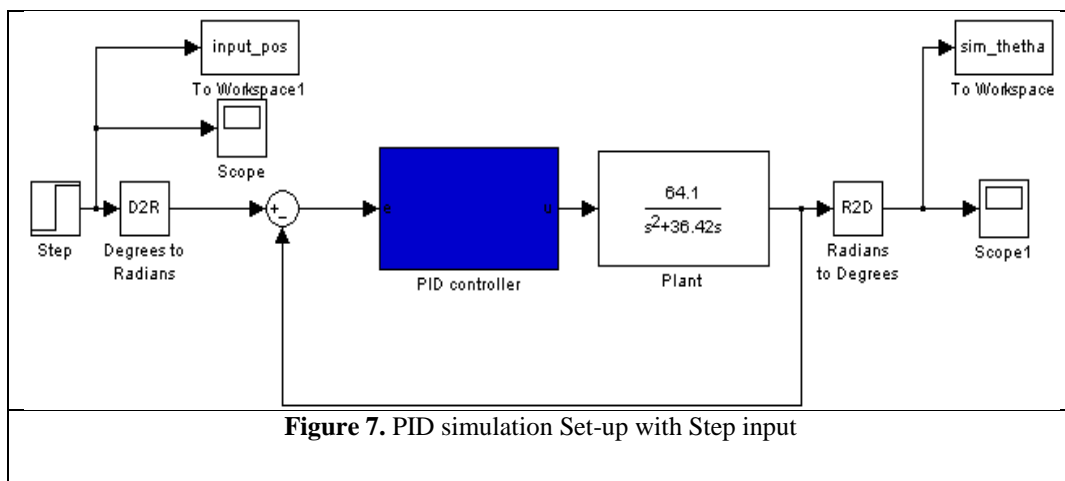 input_pos
To Workspace1
Scope
Step
D2R
Degrees to
Radians
+
-
e
u
PID controller
64.1
s2+36.42s
Plant
R2D
Radians
to Degrees
sim_thetha
To Workspace
Scope1
Figure 7. PID simulation Set-up with Step input